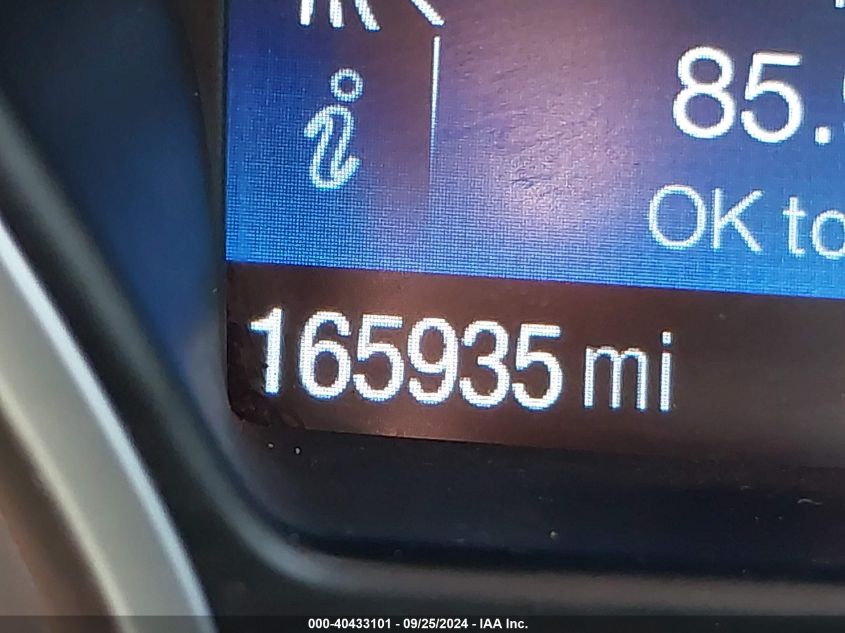 85.
OK to
165935 mi
000-40433101 - 09/25/2024 - IAA Inc.